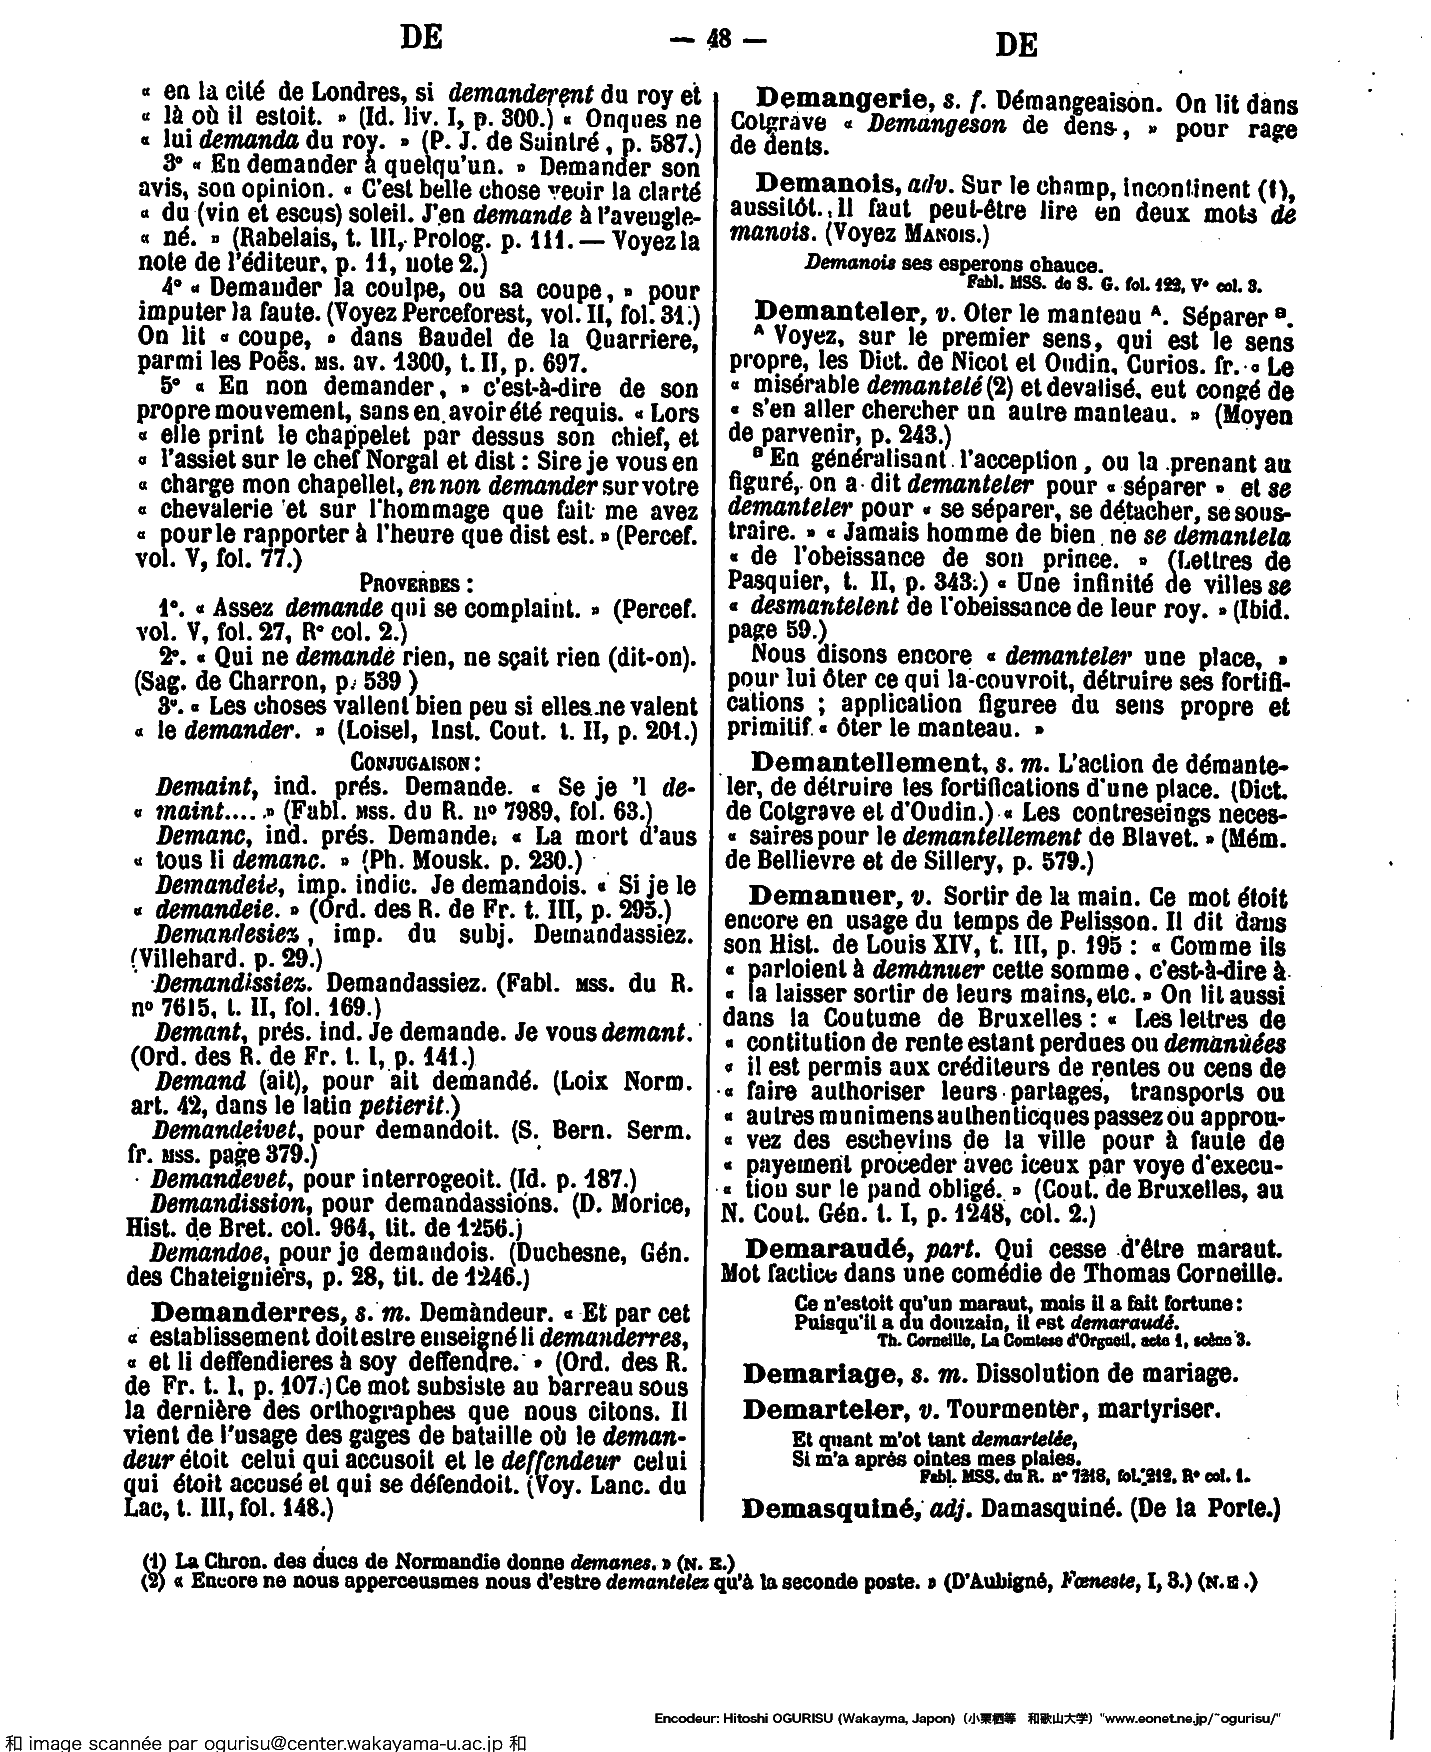 DE
— 48 —
DE
« en la cité de Londres, si demanderent du roy et
« là où il estoit. » (Id. liv. I, p. 300.) « Onques ne
« lui demanda du roy. » (P. J. de Saintré, p. 587.)
3° « En demander à quelqu'un. » Demander son
avis, son opinion. « C'est belle chose veoir la clarté
« du (vin et escus) soleil. J'en demande à l'aveugle-
« né. » (Rabelais, t. III, Prolog. p. 111. — Voyez la
note de l'éditeur, p. 11, note 2.)
4° « Demander la coulpe, ou sa coupe, » pour
imputer la faute. (Voyez Perceforest, vol. II, fol. 31.)
On lit « coupe, » dans Baudel de la Quarriere,
parmi les Poës. MS. av. 1300, t. II, p. 697.
5° « En non demander, » c'est-à-dire de son
propre mouvement, sans en avoir été requis. « Lors
« elle print le chappelet par dessus son chief, et
« l'assiet sur le chef Norgal et dist : Sire je vous en
« charge mon chapellet, en non demander sur votre
« chevalerie et sur l'hommage que fait me avez
« pour le rapporter à l'heure que dist est. » (Percef.
vol. V, fol. 77.)
PROVERBES :
1°. « Assez demande qui se complaint. » (Percef.
vol. V, fol. 27, R° col. 2.)
2°. « Qui ne demande rien, ne sçait rien (dit-on).
(Sag. de Charron, p. 539 )
3°. « Les choses vallent bien peu si elles ne valent
« le demander. » (Loisel, Inst. Cout. t. II, p. 201.)
CONJUGAISON :
Demaint, ind. prés. Demande. « Se je 'l de-
« maint.... » (Fabl. MSS. du R. n° 7989, fol. 63.)
Demanc, ind. prés. Demande. « La mort d'aus
« tous li demanc. » (Ph. Mousk. p. 230.)
Demandeie, imp. indic. Je demandois. « Si je le
« demandeie. » (Ord. des R. de Fr. t. III, p. 295.)
Demandesiez, imp. du subj. Demandassiez.
(Villehard. p. 29.)
Demandissiez. Demandassiez. (Fabl. MSS. du R.
n° 7615, t. II, fol. 169.)
Demant, prés. ind. Je demande. Je vous demant.
(Ord. des R. de Fr. t. I, p. 141.)
Demand (ait), pour ait demandé. (Loix Norm.
art. 42, dans le latin petierit.)
Demandeivet, pour demandoit. (S. Bern. Serm.
fr. MSS. page 379.)
Demandevet, pour interrogeoit. (Id. p. 187.)
Demandission, pour demandassions. (D. Morice,
Hist. de Bret. col. 964, tit. de 1256.)
Demandoe, pour je demandois. (Duchesne, Gén.
des Chateigniers, p. 28, tit. de 1246.)
Demanderres, s. m. Demandeur. « Et par cet
« establissement doit estre enseigné li demanderres,
« et li deffendieres à soy deffendre. » (Ord. des R.
de Fr. t. I, p. 107.) Ce mot subsiste au barreau sous
la dernière des orthographes que nous citons. Il
vient de l'usage des gages de bataille où le deman-
deur étoit celui qui accusoit et le deffendeur celui
qui étoit accusé et qui se défendoit. (Voy. Lanc. du
Lac, t. III, fol. 148.)
Demangerie, s. f. Démangeaison. On lit dans
Colgrave « Demangeson de dens, » pour rage
de dents.
Demanois, adv. Sur le champ, incontinent (1),
aussitôt. Il faut peut-être lire en deux mots de
manois. (Voyez MANOIS.)
Demanois ses esperons chauce.
Fabl. MSS. de S. G. fol. 122, V° col. 3.
Demanteler, v. Oter le manteau A. Séparer B.
A Voyez, sur le premier sens, qui est le sens
propre, les Dict. de Nicot et Oudin, Curios. fr. « Le
« misérable demantelé (2) et devalisé, eut congé de
« s'en aller chercher un autre manteau. » (Moyen
de parvenir, p. 243.)
B En généralisant l'acception, ou la prenant au
figuré, on a dit demanteler pour « séparer » et se
demanteler pour « se séparer, se détacher, se sous-
traire. » « Jamais homme de bien ne se demantela
« de l'obeissance de son prince. » (Lettres de
Pasquier, t. II, p. 343.) « Une infinité de villes se
« desmantelent de l'obeissance de leur roy. » (Ibid.
page 59.)
Nous disons encore « demanteler une place, »
pour lui ôter ce qui la couvroit, détruire ses fortifi-
cations ; application figuree du sens propre et
primitif « ôter le manteau. »
Demantellement, s. m. L'action de démante-
ler, de détruire les fortifications d'une place. (Dict.
de Cotgrave et d'Oudin.) « Les contreseings neces-
« saires pour le demantellement de Blavet. » (Mém.
de Bellievre et de Sillery, p. 579.)
Demanuer, v. Sortir de la main. Ce mot étoit
encore en usage du temps de Pelisson. Il dit dans
son Hist. de Louis XIV, t. III, p. 195 : « Comme ils
« parloient à demanuer cette somme, c'est-à-dire à
« la laisser sortir de leurs mains, etc. » On lit aussi
dans la Coutume de Bruxelles : « Les lettres de
« contitution de rente estant perdues ou demanüées
« il est permis aux créditeurs de rentes ou cens de
« faire authoriser leurs partages, transports ou
« autres munimens authenticques passez ou approu-
« vez des eschevins de la ville pour à faute de
« payement proceder avec iceux par voye d'execu-
« tion sur le pand obligé. » (Cout. de Bruxelles, au
N. Cout. Gén. t. I, p. 1248, col. 2.)
Demaraudé, part. Qui cesse d'être maraut.
Mot factice dans une comédie de Thomas Corneille.
Ce n'estoit qu'un maraut, mais il a fait fortune :
Puisqu'il a du douzain, il est demaraudé.
Th. Corneille, La Comtese d'Orgueil, acte 1, scène 3.
Demariage, s. m. Dissolution de mariage.
Demarteler, v. Tourmenter, martyriser.
Et quant m'ot tant demartelée,
Si m'a après ointes mes plaies.
Fabl. MSS. du R. n° 7218, fol. 212, R° col. 1.
Demasquiné, adj. Damasquiné. (De la Porte.)
(1) La Chron. des ducs de Normandie donne demanes. » (N. E.)
(2) « Encore ne nous apperceusmes nous d'estre demantelez qu'à la seconde poste. » (D'Aubigné, Fœneste, I, 3.) (N. E.)
Encodeur: Hitoshi OGURISU (Wakayma, Japon) (小栗栖等 和歌山大学) "www.eonet.ne.jp/~ogurisu/"
和 image scannée par ogurisu@center.wakayama-u.ac.jp 和